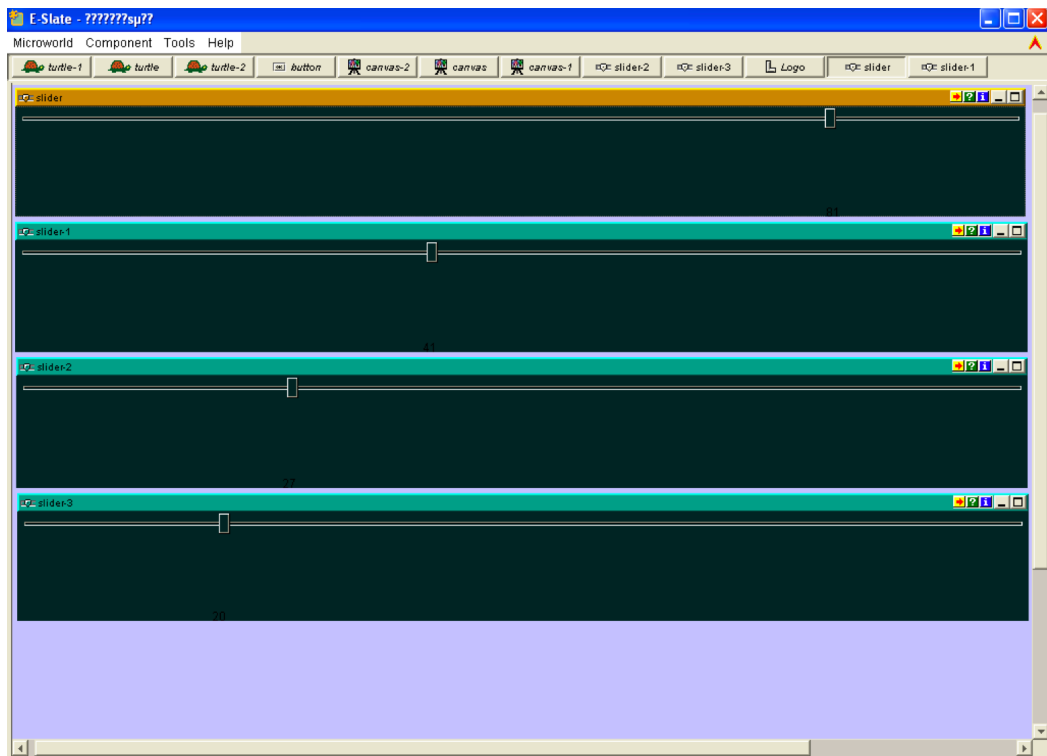 E-Slate - ???????sµ??
Microworld Component Tools Help
turtle-1 turtle turtle-2 button canvas-2 canvas canvas-1 slider-2 slider-3 Logo slider slider-1
slider
81
slider-1
41
slider-2
27
slider-3
20